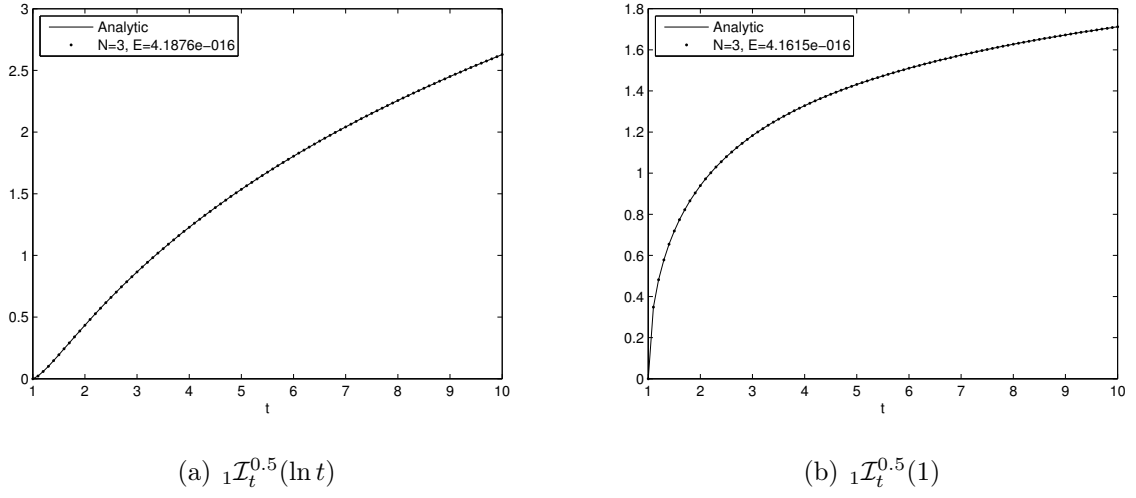 3
2.5
2
1.5
1
0.5
0
Analytic
N=3, E=4.1876e−016
1 2 3 4 5 6 7 8 9 10
t
(a) ₁ℐ_t^{0.5}(ln t)
1.8
1.6
1.4
1.2
1
0.8
0.6
0.4
0.2
0
Analytic
N=3, E=4.1615e−016
1 2 3 4 5 6 7 8 9 10
t
(b) ₁ℐ_t^{0.5}(1)